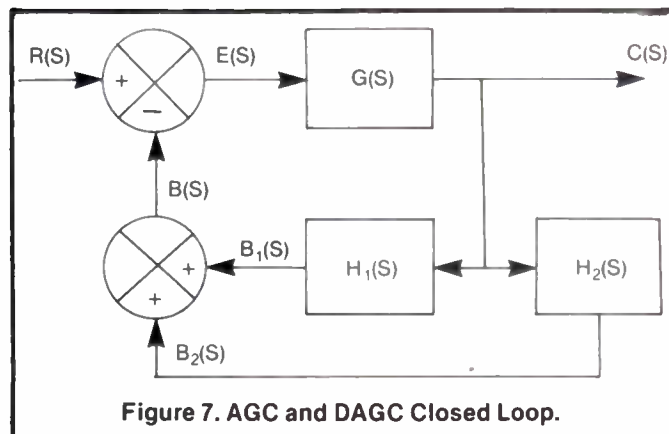 R(S)
E(S)
G(S)
C(S)
+
−
B(S)
B₁(S)
H₁(S)
H₂(S)
+
+
B₂(S)
Figure 7. AGC and DAGC Closed Loop.